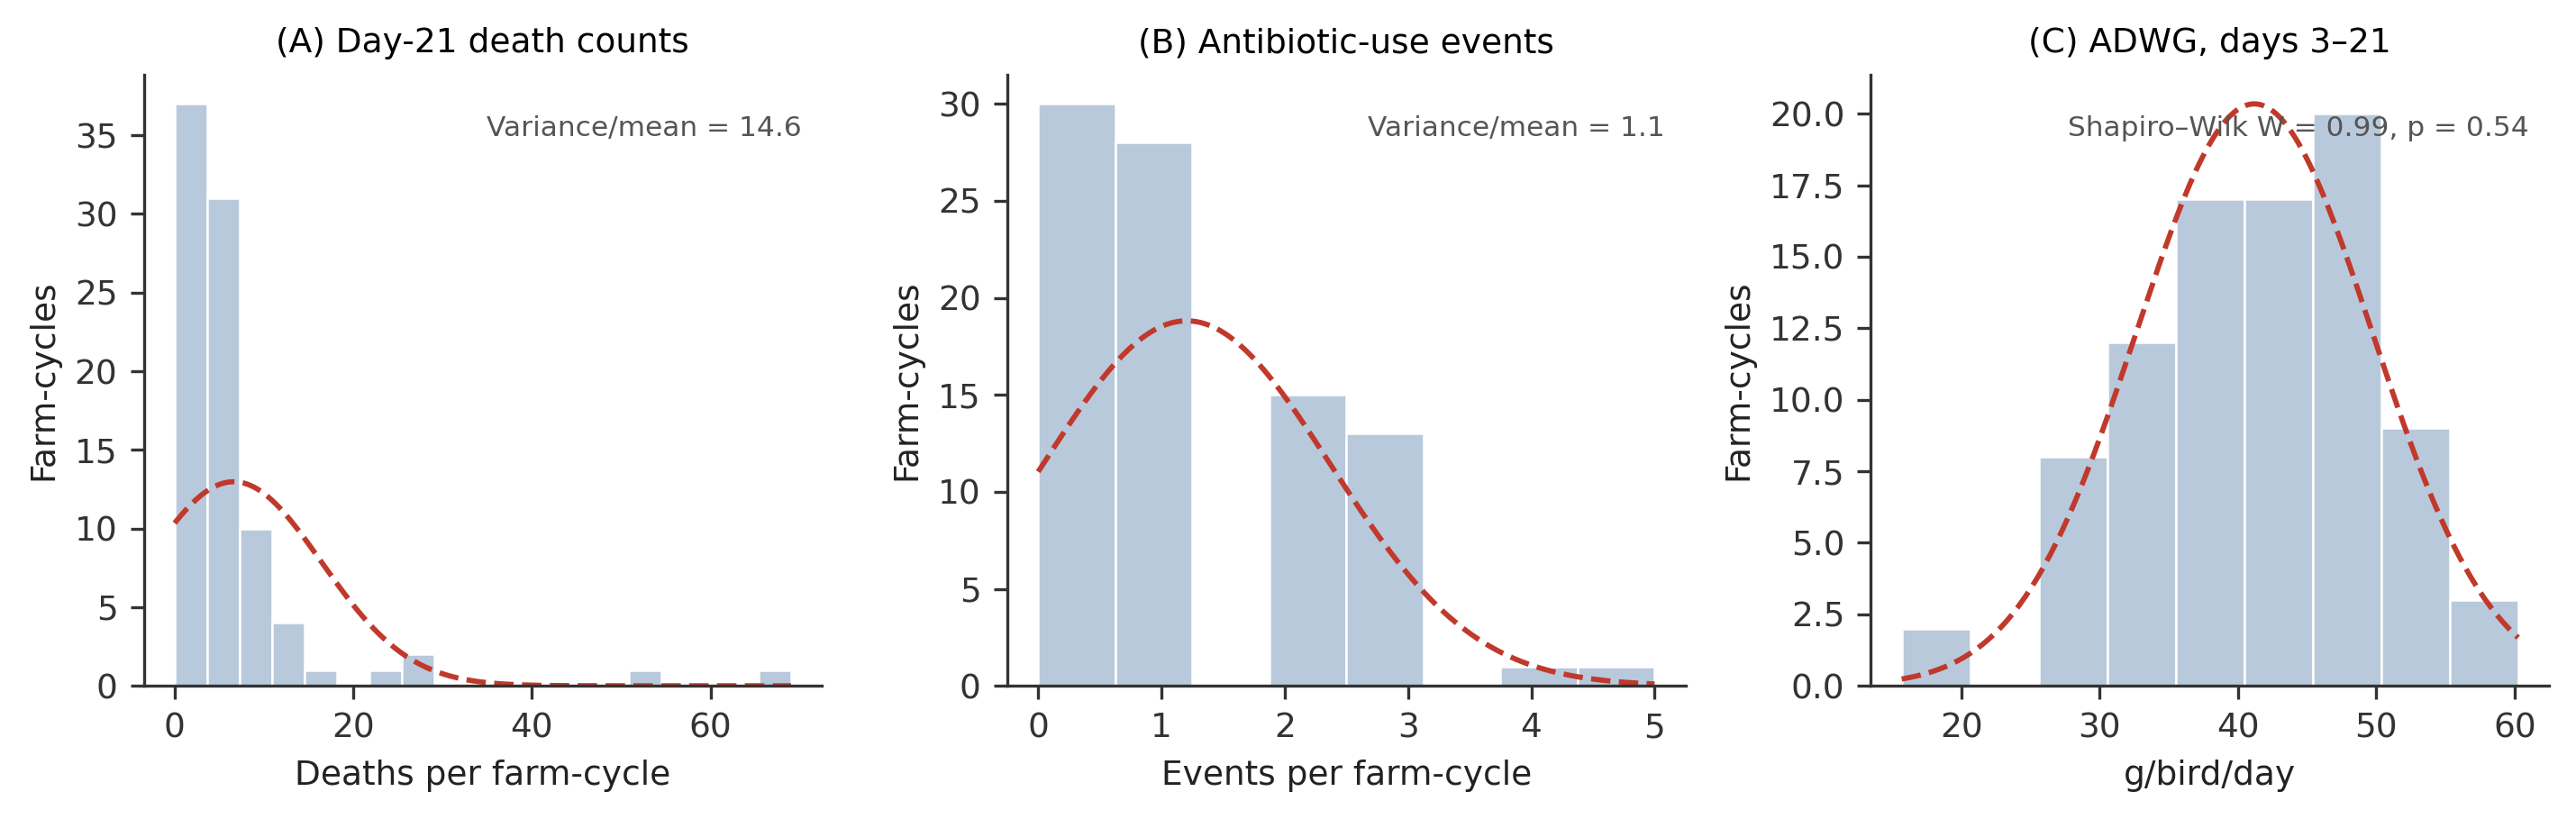 (A) Day-21 death counts
Variance/mean = 14.6
35
30
25
20
15
10
5
0
Farm-cycles
0 20 40 60
Deaths per farm-cycle
(B) Antibiotic-use events
Variance/mean = 1.1
30
25
20
15
10
5
0
Farm-cycles
0 1 2 3 4 5
Events per farm-cycle
(C) ADWG, days 3–21
Shapiro–Wilk W = 0.99, p = 0.54
20.0
17.5
15.0
12.5
10.0
7.5
5.0
2.5
0.0
Farm-cycles
20 30 40 50 60
g/bird/day